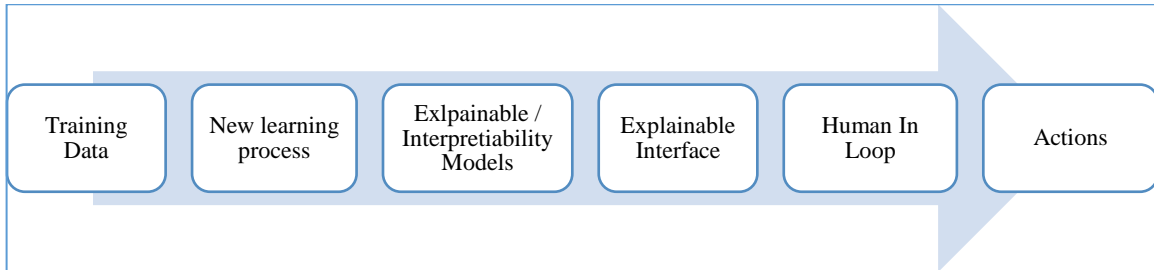 Training
Data
New learning
process
Exlpainable /
Interpretiability
Models
Explainable
Interface
Human In
Loop
Actions